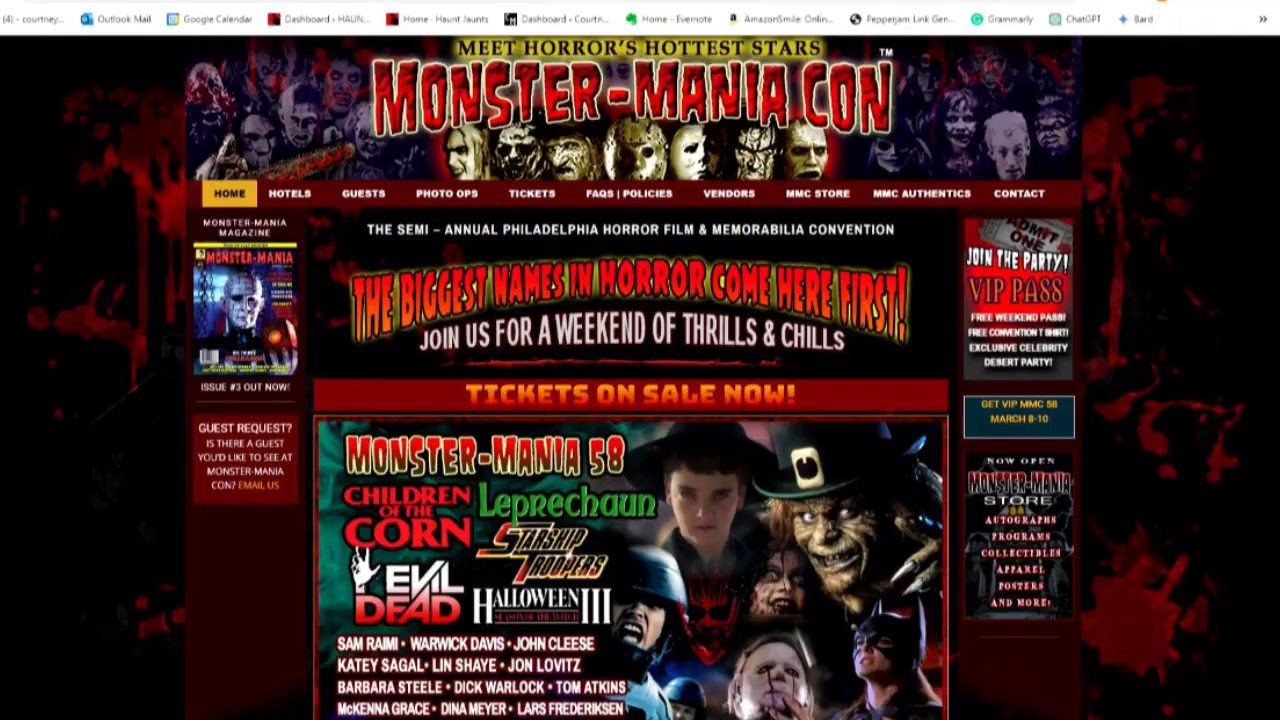 (4) - courtney...
Outlook Mail
Google Calendar
Dashboard ‹ HAUN...
Home - Haunt Jaunts
Dashboard ‹ Courtn...
Home - Evernote
AmazonSmile: Onlin...
Pepperjam Link Gen...
Grammarly
ChatGPT
Bard
»
MEET HORROR'S HOTTEST STARS
MONSTER-MANIA CON
TM
HOME
HOTELS
GUESTS
PHOTO OPS
TICKETS
FAQS | POLICIES
VENDORS
MMC STORE
MMC AUTHENTICS
CONTACT
MONSTER-MANIA
MAGAZINE
MONSTER-MANIA
ISSUE #3 OUT NOW!
GUEST REQUEST?
IS THERE A GUEST
YOU'D LIKE TO SEE AT
MONSTER-MANIA
CON? EMAIL US
THE SEMI – ANNUAL PHILADELPHIA HORROR FILM & MEMORABILIA CONVENTION
THE BIGGEST NAMES IN HORROR COME HERE FIRST!
JOIN US FOR A WEEKEND OF THRILLS & CHILLS
TICKETS ON SALE NOW!
MONSTER-MANIA 58
CHILDREN
OF THE
CORN
Leprechaun
STARSHIP
TROOPERS
EVIL
DEAD
HALLOWEEN III
SEASON OF THE WITCH
SAM RAIMI • WARWICK DAVIS • JOHN CLEESE
KATEY SAGAL • LIN SHAYE • JON LOVITZ
BARBARA STEELE • DICK WARLOCK • TOM ATKINS
McKENNA GRACE • DINA MEYER • LARS FREDERIKSEN
ADMIT
ONE
JOIN THE PARTY!
VIP PASS
FREE WEEKEND PASS!
FREE CONVENTION T SHIRT!
EXCLUSIVE CELEBRITY
DESERT PARTY!
GET VIP MMC 58
MARCH 8-10
NOW OPEN
MONSTER-MANIA
STORE
AUTOGRAPHS
PROGRAMS
COLLECTIBLES
APPAREL
POSTERS
AND MORE!